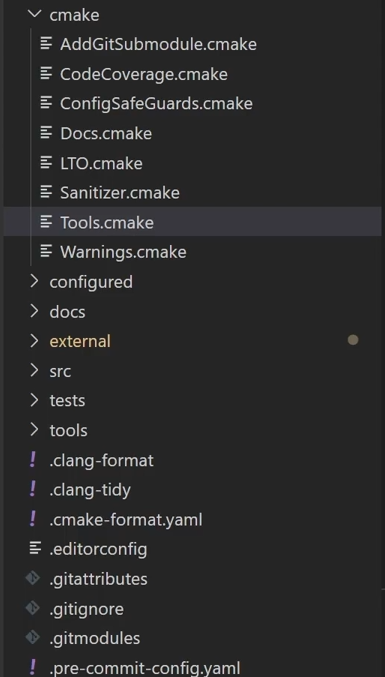 cmake
AddGitSubmodule.cmake
CodeCoverage.cmake
ConfigSafeGuards.cmake
Docs.cmake
LTO.cmake
Sanitizer.cmake
Tools.cmake
Warnings.cmake
configured
docs
external
src
tests
tools
! .clang-format
! .clang-tidy
! .cmake-format.yaml
.editorconfig
.gitattributes
.gitignore
.gitmodules
! .pre-commit-config.yaml